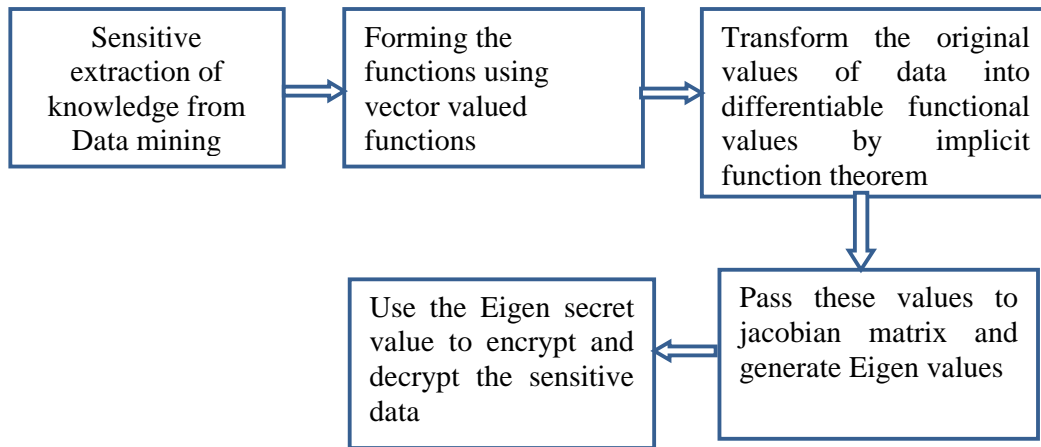 Sensitive
extraction of
knowledge from
Data mining
Forming the
functions using
vector valued
functions
Transform the original
values of data into
differentiable functional
values by implicit
function theorem
Pass these values to
jacobian matrix and
generate Eigen values
Use the Eigen secret
value to encrypt and
decrypt the sensitive
data